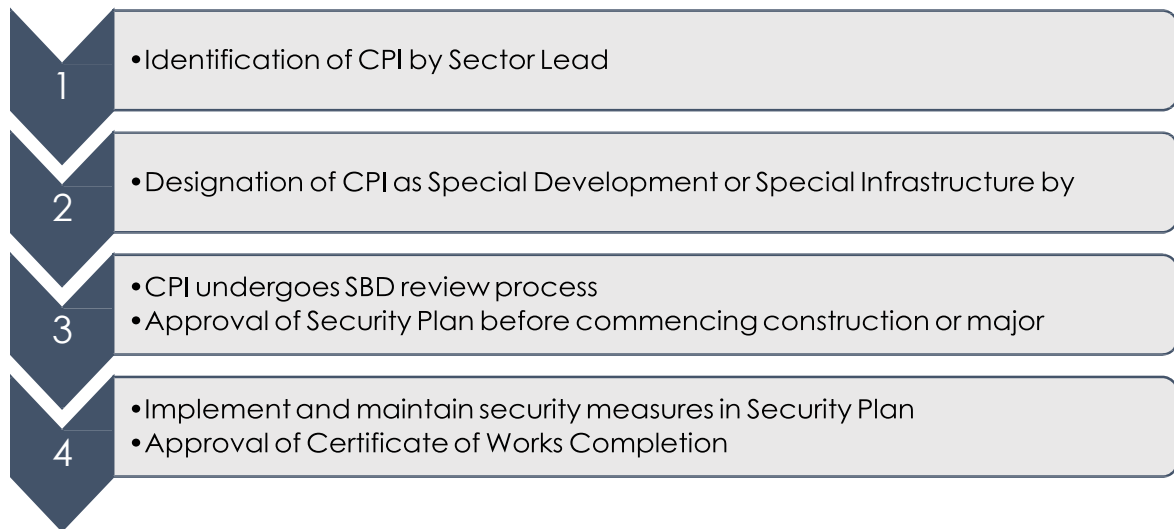 1
•Identification of CPI by Sector Lead
2
•Designation of CPI as Special Development or Special Infrastructure by
3
•CPI undergoes SBD review process
•Approval of Security Plan before commencing construction or major
4
•Implement and maintain security measures in Security Plan
•Approval of Certificate of Works Completion